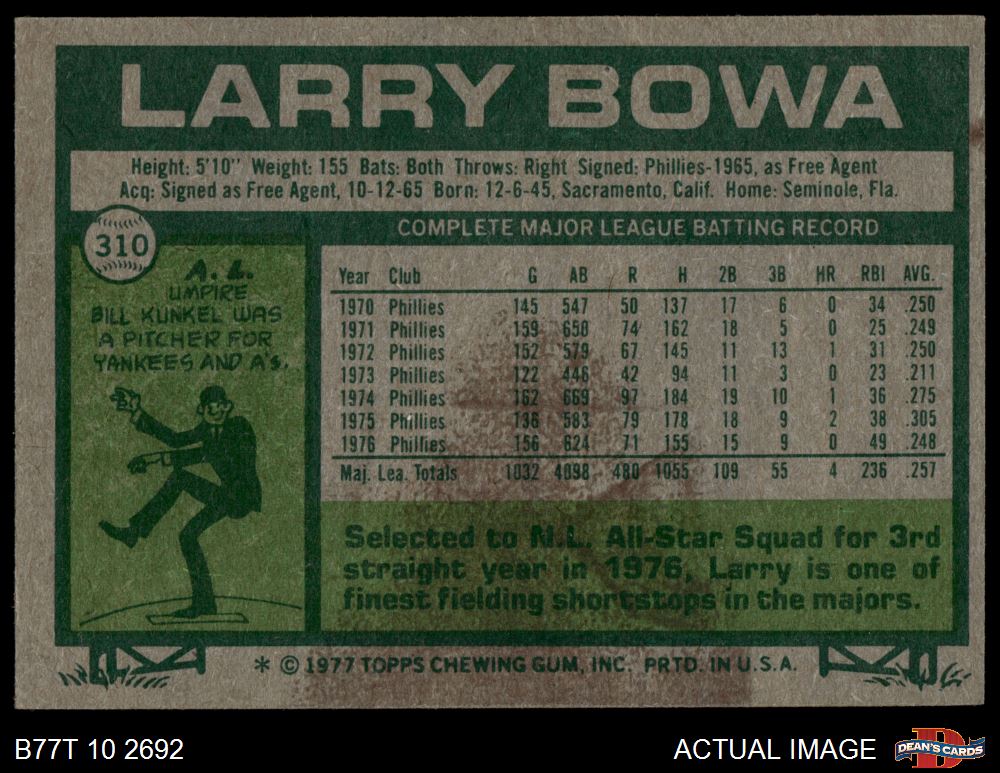 LARRY BOWA
Height: 5'10" Weight: 155 Bats: Both Throws: Right Signed: Phillies-1965, as Free Agent
Acq: Signed as Free Agent, 10-12-65 Born: 12-6-45, Sacramento, Calif. Home: Seminole, Fla.
310
A.L.
UMPIRE
BILL KUNKEL WAS
A PITCHER FOR
YANKEES AND A's.
COMPLETE MAJOR LEAGUE BATTING RECORD
Year Club G AB R H 2B 3B HR RBI AVG.
1970 Phillies 145 547 50 137 17 6 0 34 .250
1971 Phillies 159 650 74 162 18 5 0 25 .249
1972 Phillies 152 579 67 145 11 13 1 31 .250
1973 Phillies 122 446 42 94 11 3 0 23 .211
1974 Phillies 162 669 97 184 19 10 1 36 .275
1975 Phillies 136 583 79 178 18 9 2 38 .305
1976 Phillies 156 624 71 155 15 9 0 49 .248
Maj. Lea. Totals 1032 4098 480 1055 109 55 4 236 .257
Selected to N.L. All-Star Squad for 3rd
straight year in 1976, Larry is one of
finest fielding shortstops in the majors.
* © 1977 TOPPS CHEWING GUM, INC. PRTD. IN U.S.A.
B77T 10 2692
ACTUAL IMAGE
DEAN'S CARDS